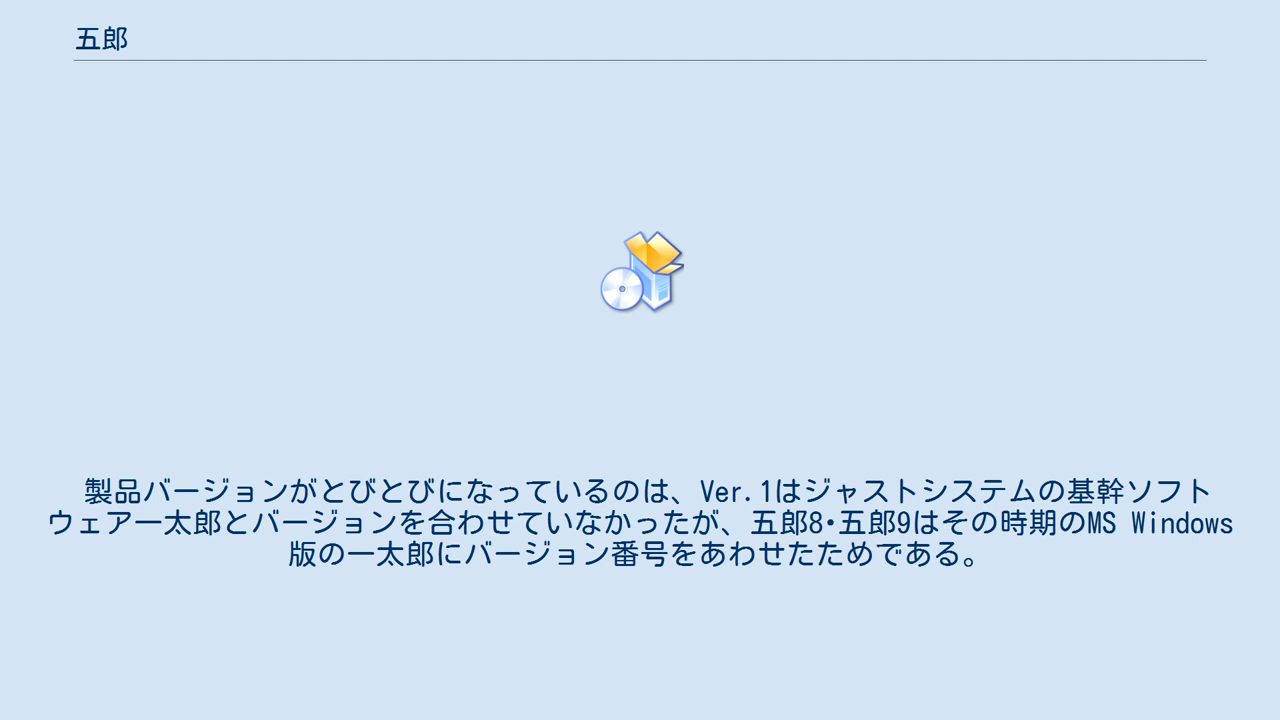 五郎
製品バージョンがとびとびになっているのは、Ver.1はジャストシステムの基幹ソフト
ウェア一太郎とバージョンを合わせていなかったが、五郎8・五郎9はその時期のMS Windows
版の一太郎にバージョン番号をあわせたためである。